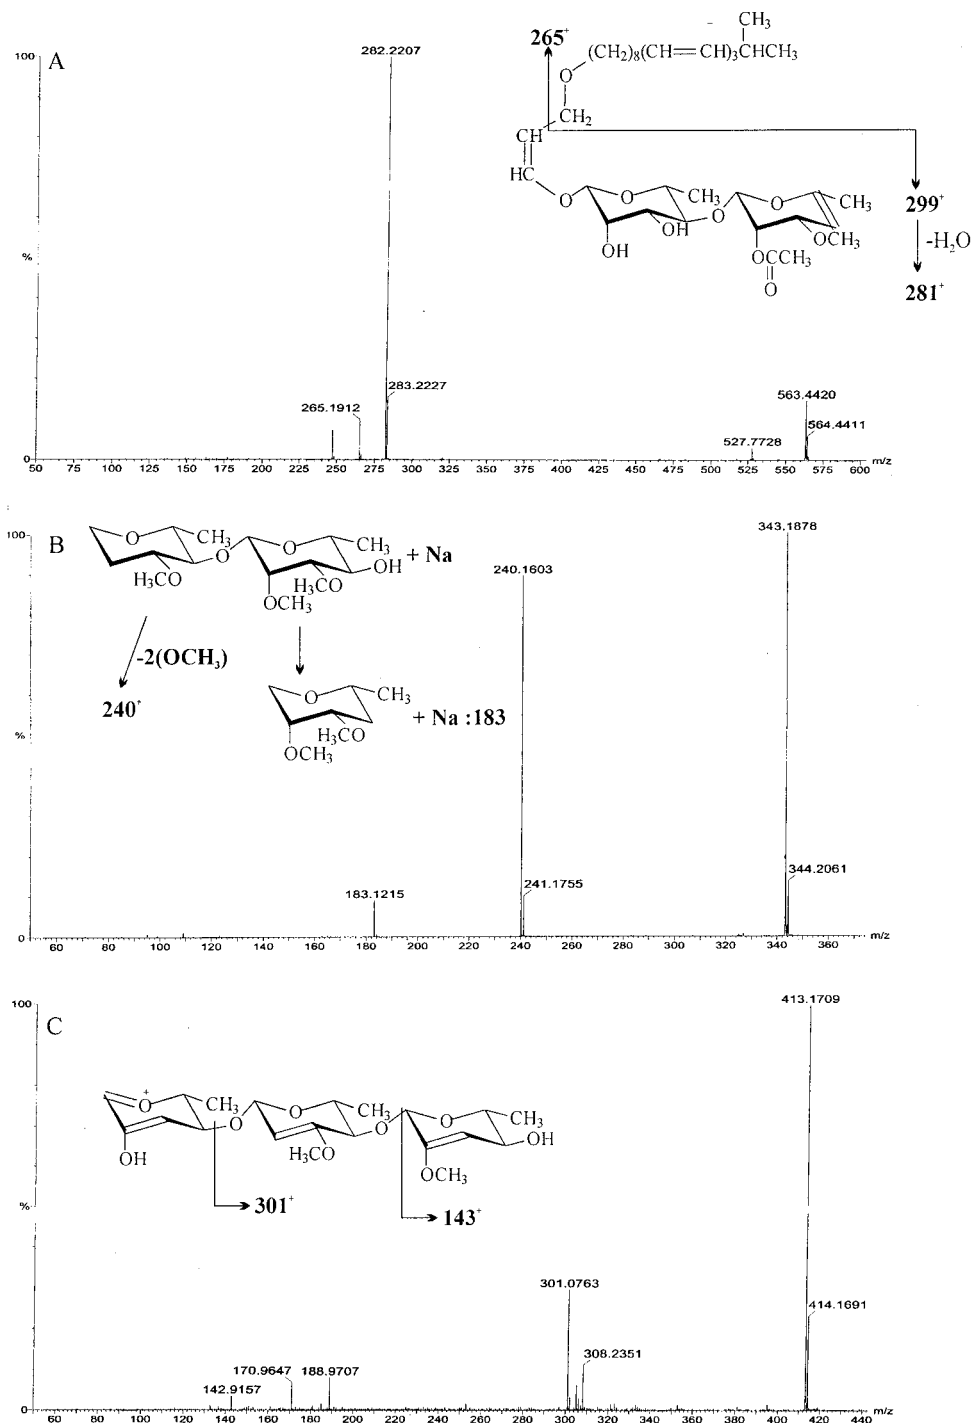 A
100
%
0
282.2207
283.2227
265.1912
563.4420
564.4411
527.7728
50 75 100 125 150 175 200 225 250 275 300 325 350 375 400 425 450 475 500 525 550 575 600 m/z
CH₃
265⁺
(CH₂)₈(CH=CH)₃CHCH₃
O
CH₂
CH
HC
O
O
CH₃
O
O
CH₃
OH
OH
OCH₃
OCCH₃
O
299⁺
-H₂O
281⁺
B
100
%
0
343.1878
344.2061
240.1603
241.1755
183.1215
60 80 100 120 140 160 180 200 220 240 260 280 300 320 340 360 m/z
O
CH₃
O
O
CH₃
OH
+ Na
H₃CO
H₃CO
OCH₃
-2(OCH₃)
240⁺
O
CH₃
H₃CO
OCH₃
+ Na :183
C
100
%
0
413.1709
414.1691
301.0763
308.2351
170.9647
188.9707
142.9157
60 80 100 120 140 160 180 200 220 240 260 280 300 320 340 360 380 400 420 440 m/z
+
O
CH₃
O
O
CH₃
O
O
CH₃
OH
OH
H₃CO
OCH₃
301⁺
143⁺